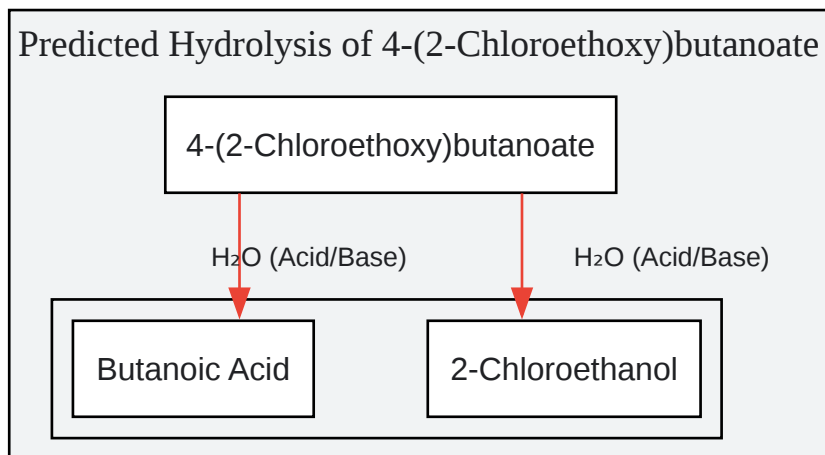 Predicted Hydrolysis of 4-(2-Chloroethoxy)butanoate
4-(2-Chloroethoxy)butanoate
H₂O (Acid/Base)
H₂O (Acid/Base)
Butanoic Acid
2-Chloroethanol